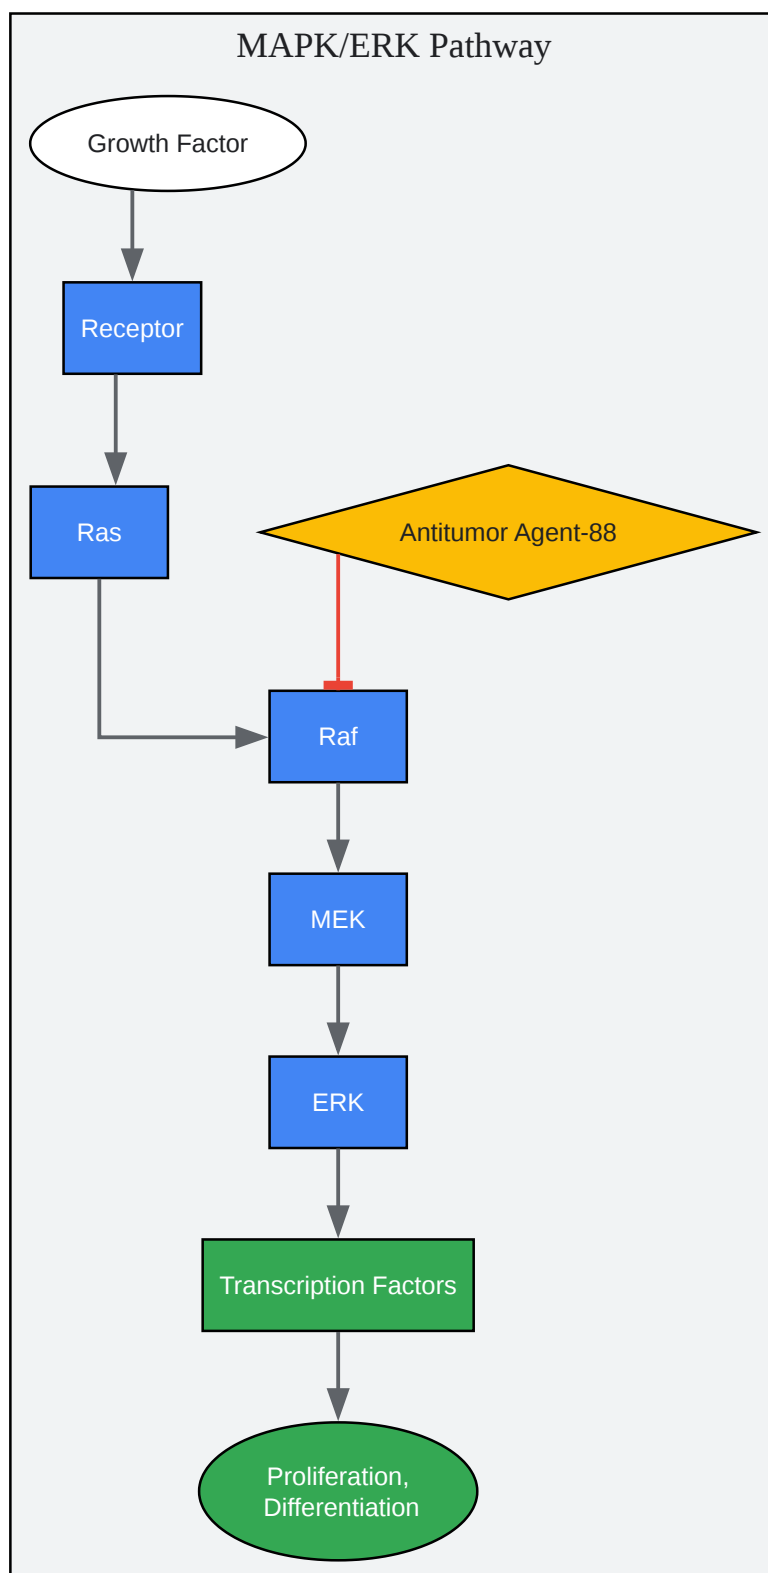 MAPK/ERK Pathway
Growth Factor
Receptor
Ras
Antitumor Agent-88
Raf
MEK
ERK
Transcription Factors
Proliferation,
Differentiation